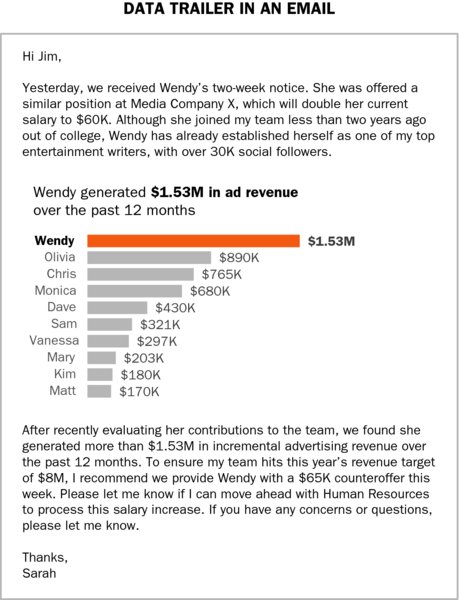 DATA TRAILER IN AN EMAIL
Hi Jim,
Yesterday, we received Wendy’s two-week notice. She was offered a
similar position at Media Company X, which will double her current
salary to $60K. Although she joined my team less than two years ago
out of college, Wendy has already established herself as one of my top
entertainment writers, with over 30K social followers.
Wendy generated $1.53M in ad revenue
over the past 12 months
Wendy $1.53M
Olivia $890K
Chris $765K
Monica $680K
Dave $430K
Sam $321K
Vanessa $297K
Mary $203K
Kim $180K
Matt $170K
After recently evaluating her contributions to the team, we found she
generated more than $1.53M in incremental advertising revenue over
the past 12 months. To ensure my team hits this year’s revenue target
of $8M, I recommend we provide Wendy with a $65K counteroffer this
week. Please let me know if I can move ahead with Human Resources
to process this salary increase. If you have any concerns or questions,
please let me know.
Thanks,
Sarah